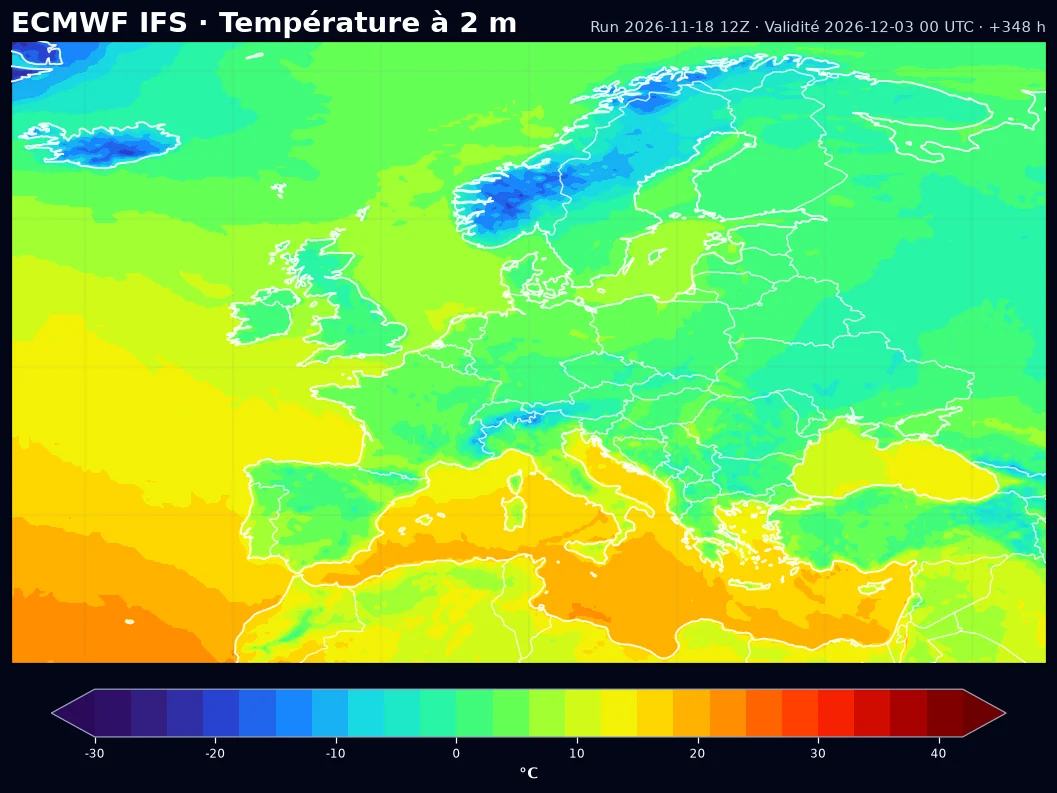 ECMWF IFS · Température à 2 m
Run 2026-11-18 12Z · Validité 2026-12-03 00 UTC · +348 h
-30 -20 -10 0 10 20 30 40
°C